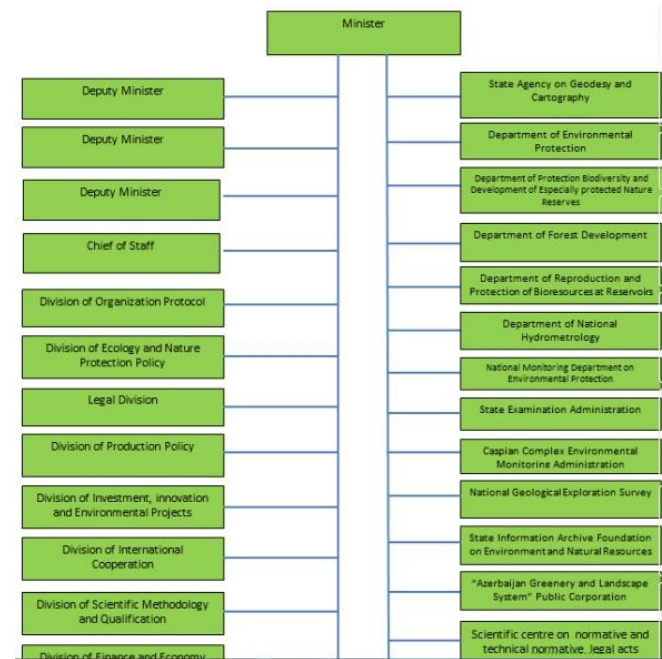 Minister
Deputy Minister
Deputy Minister
Deputy Minister
Chief of Staff
Division of Organization Protocol
Division of Ecology and Nature
Protection Policy
Legal Division
Division of Production Policy
Division of Investment, innovation
and Environmental Projects
Division of International
Cooperation
Division of Scientific Methodology
and Qualification
Division of Finance and Economy
State Agency on Geodesy and
Cartography
Department of Environmental
Protection
Department of Protection Biodiversity and
Development of Especially protected Nature
Reserves
Department of Forest Development
Department of Reproduction and
Protection of Bioresources at Reservoirs
Department of National
Hydrometrology
National Monitoring Department on
Environmental Protection
State Examination Administration
Caspian Complex Environmental
Monitoring Administration
National Geological Exploration Survey
State Information Archive Foundation
on Environment and Natural Resources
"Azerbaijan Greenery and Landscape
System" Public Corporation
Scientific centre on normative and
technical normative, legal acts